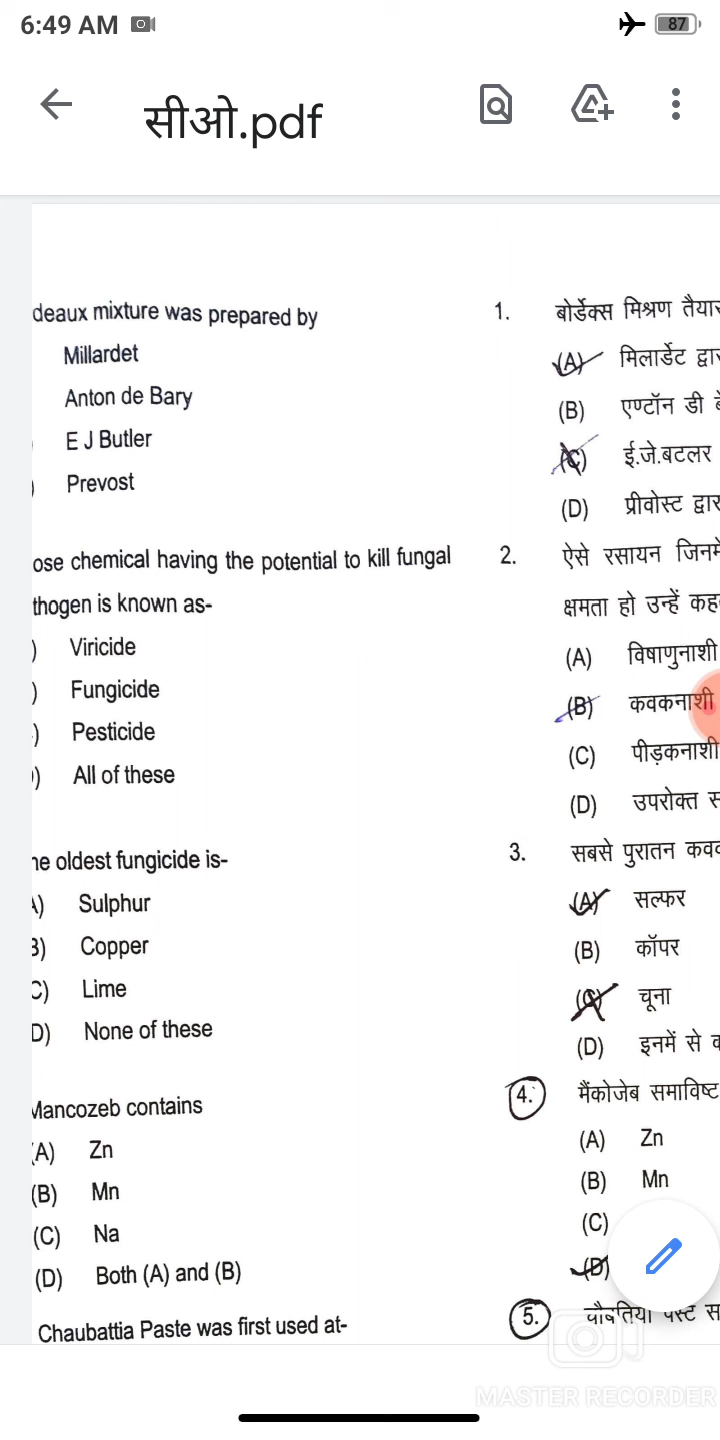 6:49 AM
87
सीओ.pdf
deaux mixture was prepared by
Millardet
Anton de Bary
E J Butler
) Prevost
ose chemical having the potential to kill fungal
thogen is known as-
) Viricide
) Fungicide
) Pesticide
) All of these
ne oldest fungicide is-
A) Sulphur
B) Copper
C) Lime
D) None of these
Mancozeb contains
(A) Zn
(B) Mn
(C) Na
(D) Both (A) and (B)
Chaubattia Paste was first used at-
1. बोर्डेक्स मिश्रण तैयार
(A) मिलार्डेट द्वार
(B) एण्टॉन डी
(C) ई.जे.बटलर
(D) प्रीवोस्ट द्वार
2. ऐसे रसायन जिनमे
क्षमता हो उन्हें कह
(A) विषाणुनाशी
(B) कवकनाशी
(C) पीड़कनाशी
(D) उपरोक्त स
3. सबसे पुरातन कव
(A) सल्फर
(B) कॉपर
(C) चूना
(D) इनमें से
4. मैंकोजेब समाविष्ट
(A) Zn
(B) Mn
(C)
(D)
5. चौबतिया पेस्ट स
MASTER RECORDER